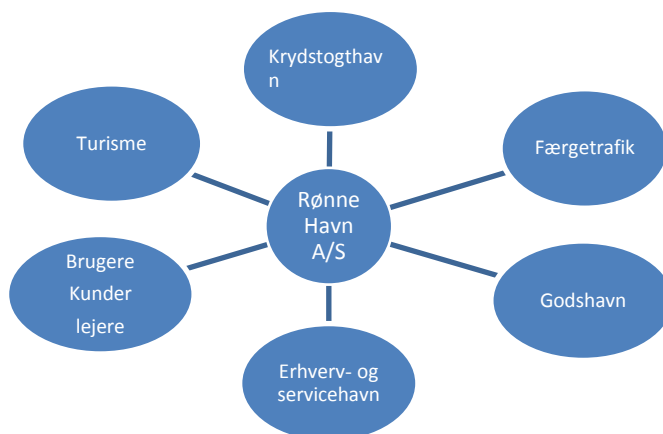 Krydstogthav
n
Turisme
Færgetrafik
Rønne
Havn
A/S
Brugere
Kunder
lejere
Godshavn
Erhverv- og
servicehavn